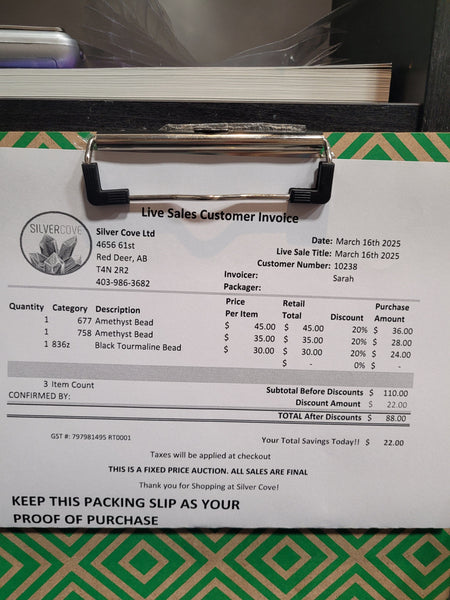 Live Sales Customer Invoice
SILVERCOVE
Silver Cove Ltd
4656 61st
Red Deer, AB
T4N 2R2
403-986-3682
Date: March 16th 2025
Live Sale Title: March 16th 2025
Customer Number: 10238
Invoicer: Sarah
Packager:
Quantity Category Description Price Per Item Retail Total Discount Purchase Amount
1 677 Amethyst Bead $ 45.00 $ 45.00 20% $ 36.00
1 758 Amethyst Bead $ 35.00 $ 35.00 20% $ 28.00
1 836z Black Tourmaline Bead $ 30.00 $ 30.00 20% $ 24.00
$ - 0% $ -
3 Item Count
CONFIRMED BY:
Subtotal Before Discounts $ 110.00
Discount Amount $ 22.00
TOTAL After Discounts $ 88.00
GST #: 797981495 RT0001
Your Total Savings Today!! $ 22.00
Taxes will be applied at checkout
THIS IS A FIXED PRICE AUCTION. ALL SALES ARE FINAL
Thank you for Shopping at Silver Cove!
KEEP THIS PACKING SLIP AS YOUR
PROOF OF PURCHASE